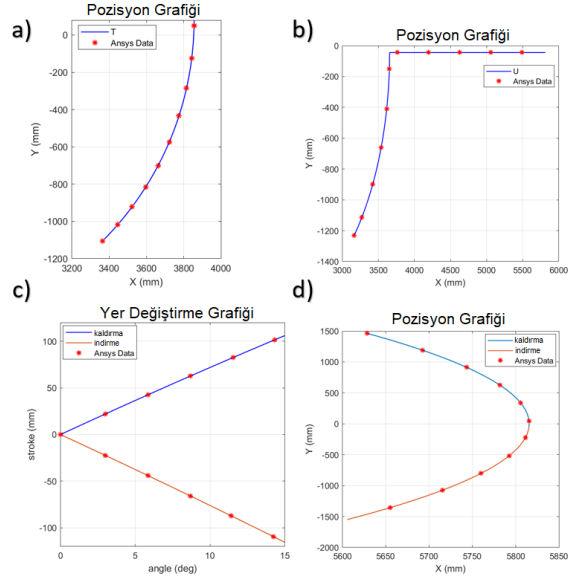 a)
Pozisyon Grafiği
T
Ansys Data
0
-200
-400
-600
-800
-1000
-1200
Y (mm)
3200 3400 3600 3800 4000
X (mm)
b)
Pozisyon Grafiği
U
Ansys Data
0
-200
-400
-600
-800
-1000
-1200
Y (mm)
3000 3500 4000 4500 5000 5500 6000
X (mm)
c)
Yer Değiştirme Grafiği
kaldırma
indirme
Ansys Data
100
50
0
-50
-100
stroke (mm)
0 5 10 15
angle (deg)
d)
Pozisyon Grafiği
kaldırma
indirme
Ansys Data
1500
1000
500
0
-500
-1000
-1500
-2000
Y (mm)
5600 5650 5700 5750 5800 5850
X (mm)